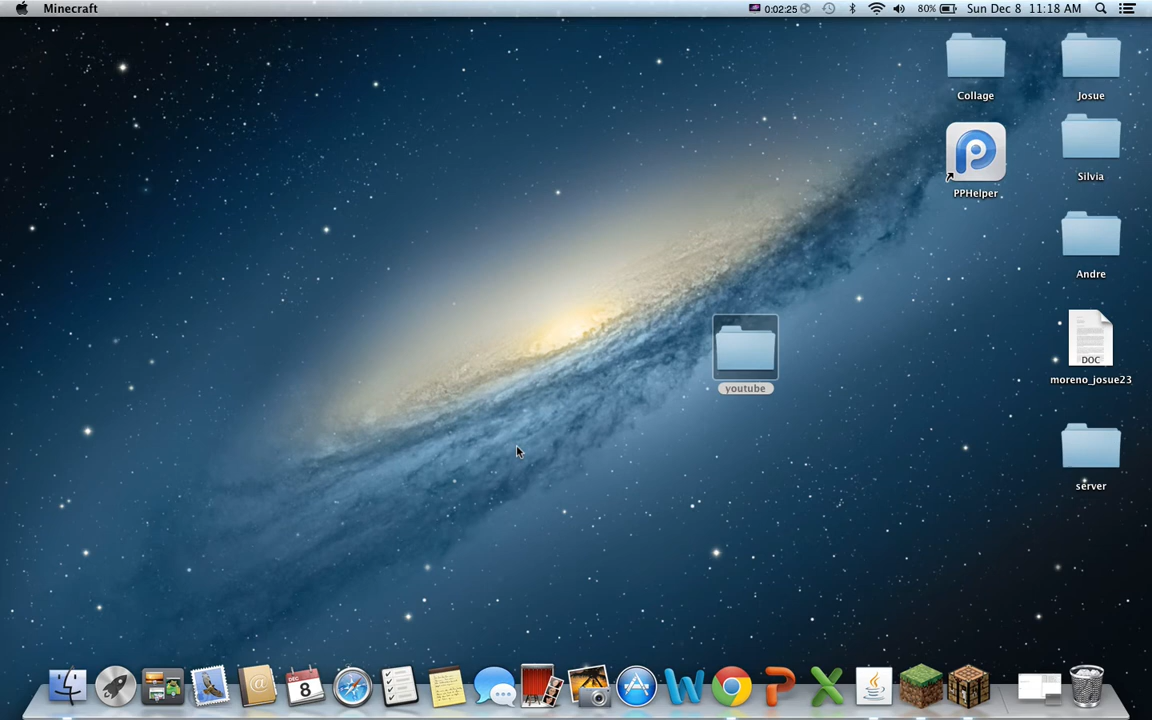 Minecraft 0:02:25 80% Sun Dec 8 11:18 AM
Collage
Josue
PPHelper
Silvia
Andre
DOC
moreno_josue23
youtube
server
DEC
8